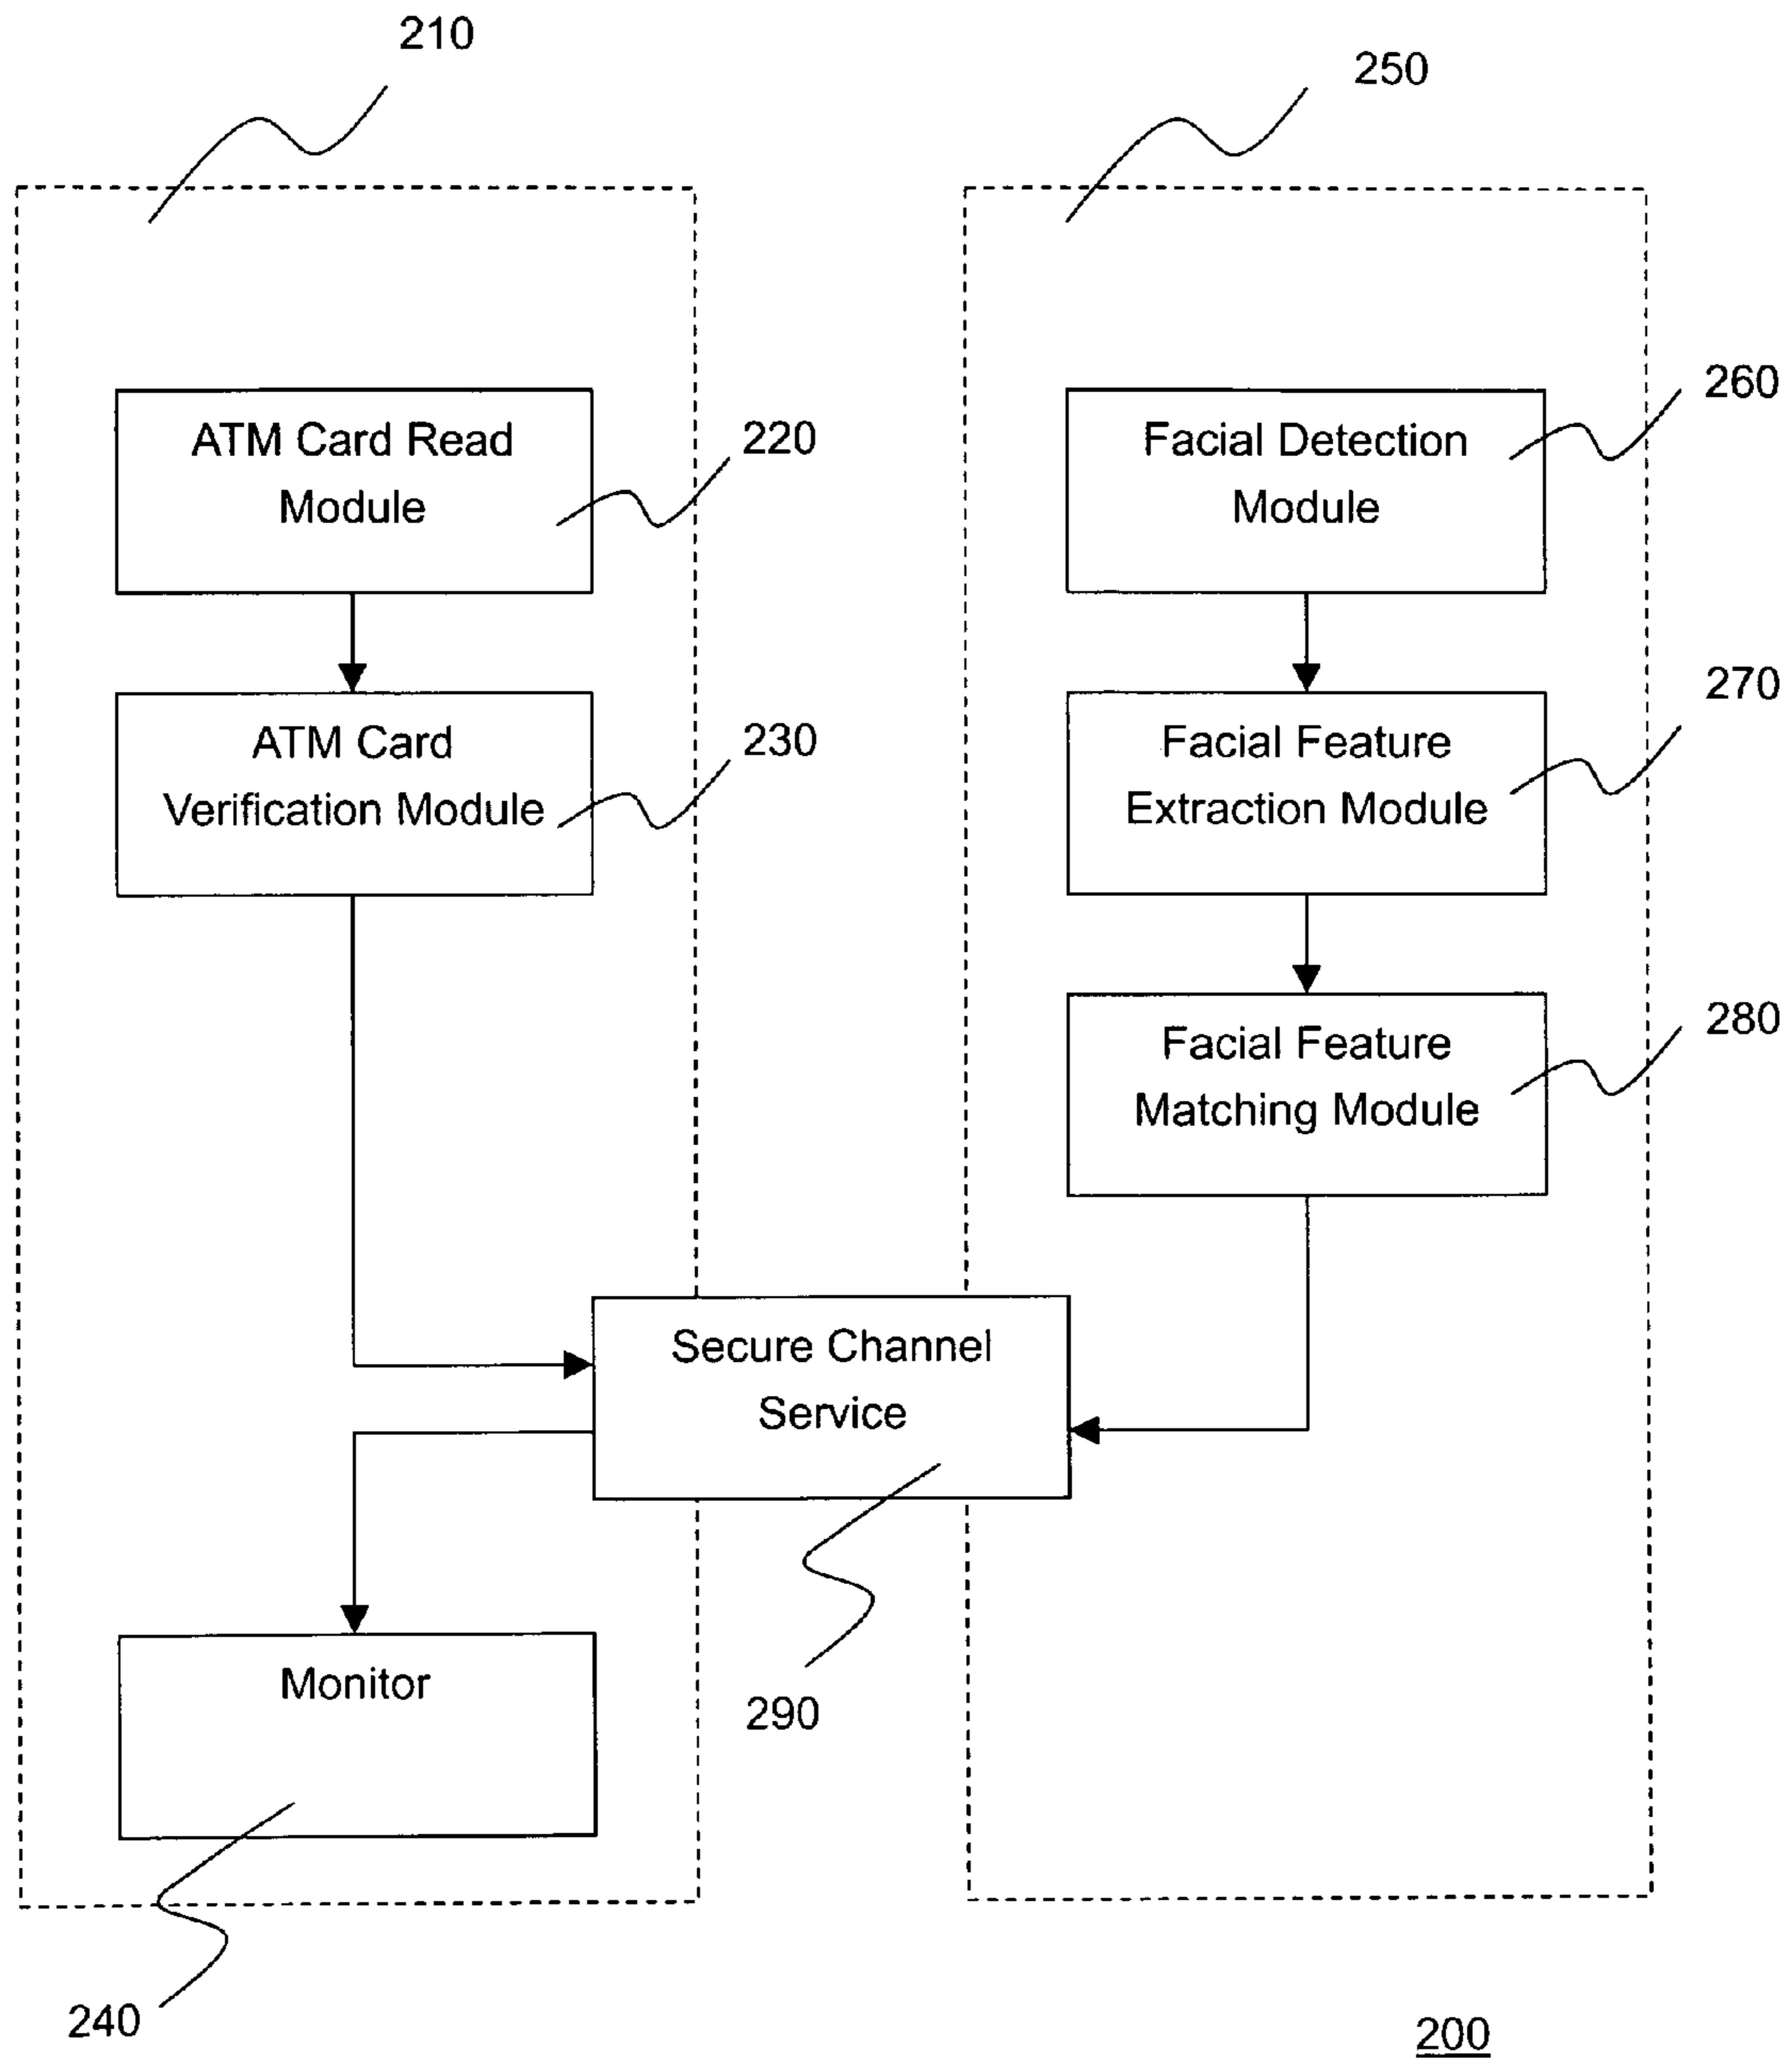 210
250
ATM Card Read
Module
220
Facial Detection
Module
260
ATM Card
Verification Module
230
Facial Feature
Extraction Module
270
Facial Feature
Matching Module
280
Secure Channel
Service
290
Monitor
240
200